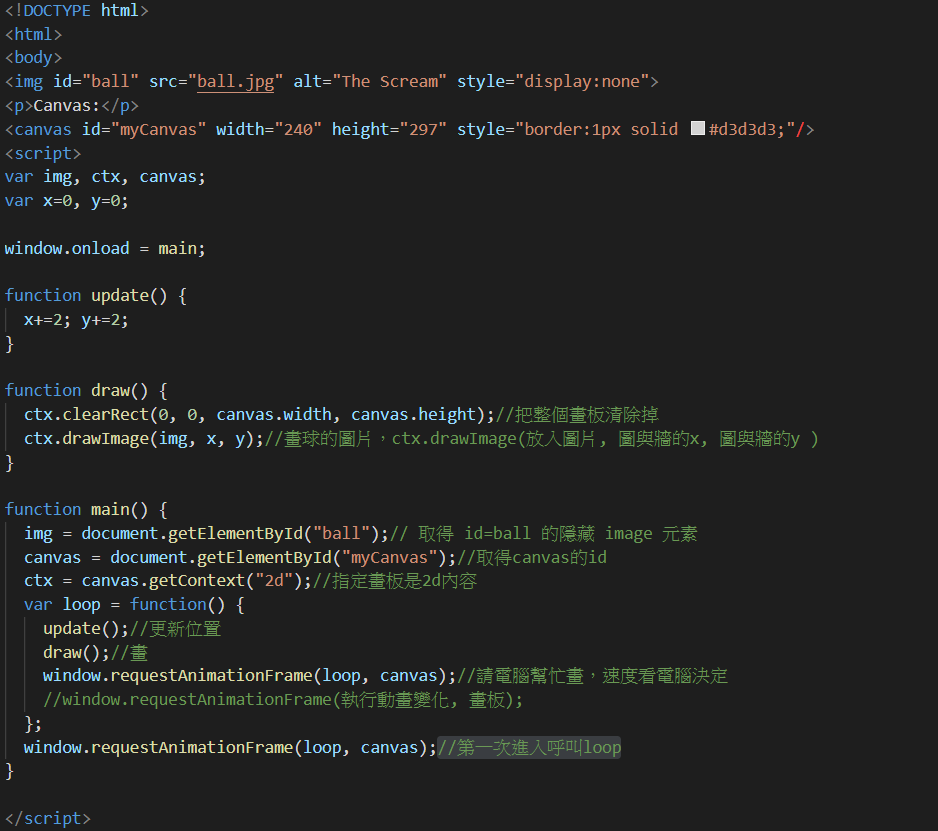 <!DOCTYPE html>
<html>
<body>
<img id="ball" src="ball.jpg" alt="The Scream" style="display:none">
<p>Canvas:</p>
<canvas id="myCanvas" width="240" height="297" style="border:1px solid #d3d3d3;"/>
<script>
var img, ctx, canvas;
var x=0, y=0;
window.onload = main;
function update() {
x+=2; y+=2;
}
function draw() {
ctx.clearRect(0, 0, canvas.width, canvas.height);//把整個畫板清除掉
ctx.drawImage(img, x, y);//畫球的圖片，ctx.drawImage(放入圖片, 圖與牆的x, 圖與牆的y )
}
function main() {
img = document.getElementById("ball");// 取得 id=ball 的隱藏 image 元素
canvas = document.getElementById("myCanvas");//取得canvas的id
ctx = canvas.getContext("2d");//指定畫板是2d內容
var loop = function() {
update();//更新位置
draw();//畫
window.requestAnimationFrame(loop, canvas);//請電腦幫忙畫，速度看電腦決定
//window.requestAnimationFrame(執行動畫變化, 畫板);
};
window.requestAnimationFrame(loop, canvas);//第一次進入呼叫loop
}
</script>